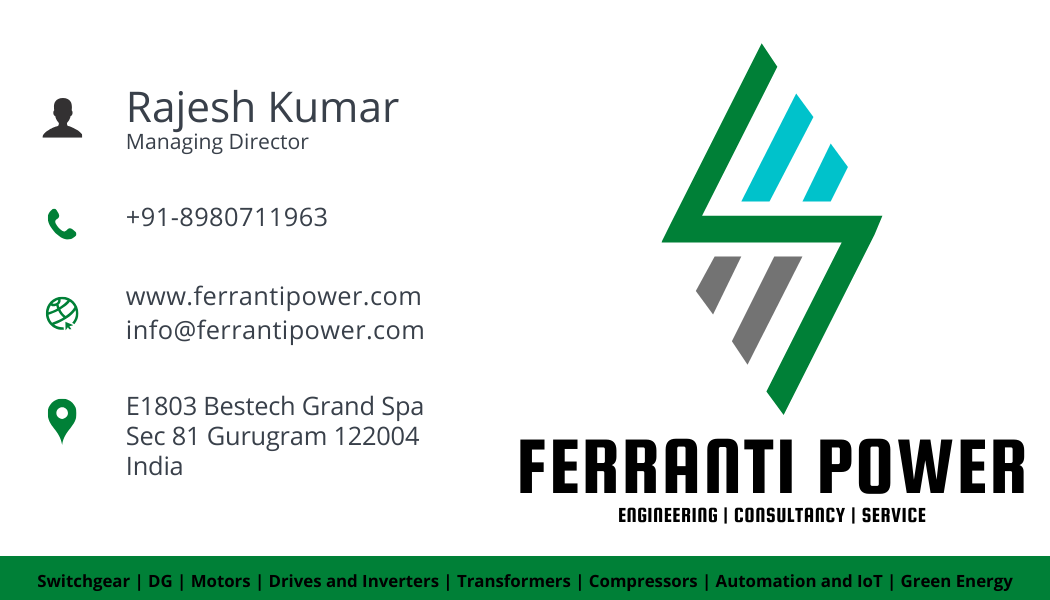 Rajesh Kumar
Managing Director
+91-8980711963
www.ferrantipower.com
info@ferrantipower.com
E1803 Bestech Grand Spa
Sec 81 Gurugram 122004
India
FERRANTI POWER
ENGINEERING | CONSULTANCY | SERVICE
Switchgear | DG | Motors | Drives and Inverters | Transformers | Compressors | Automation and IoT | Green Energy